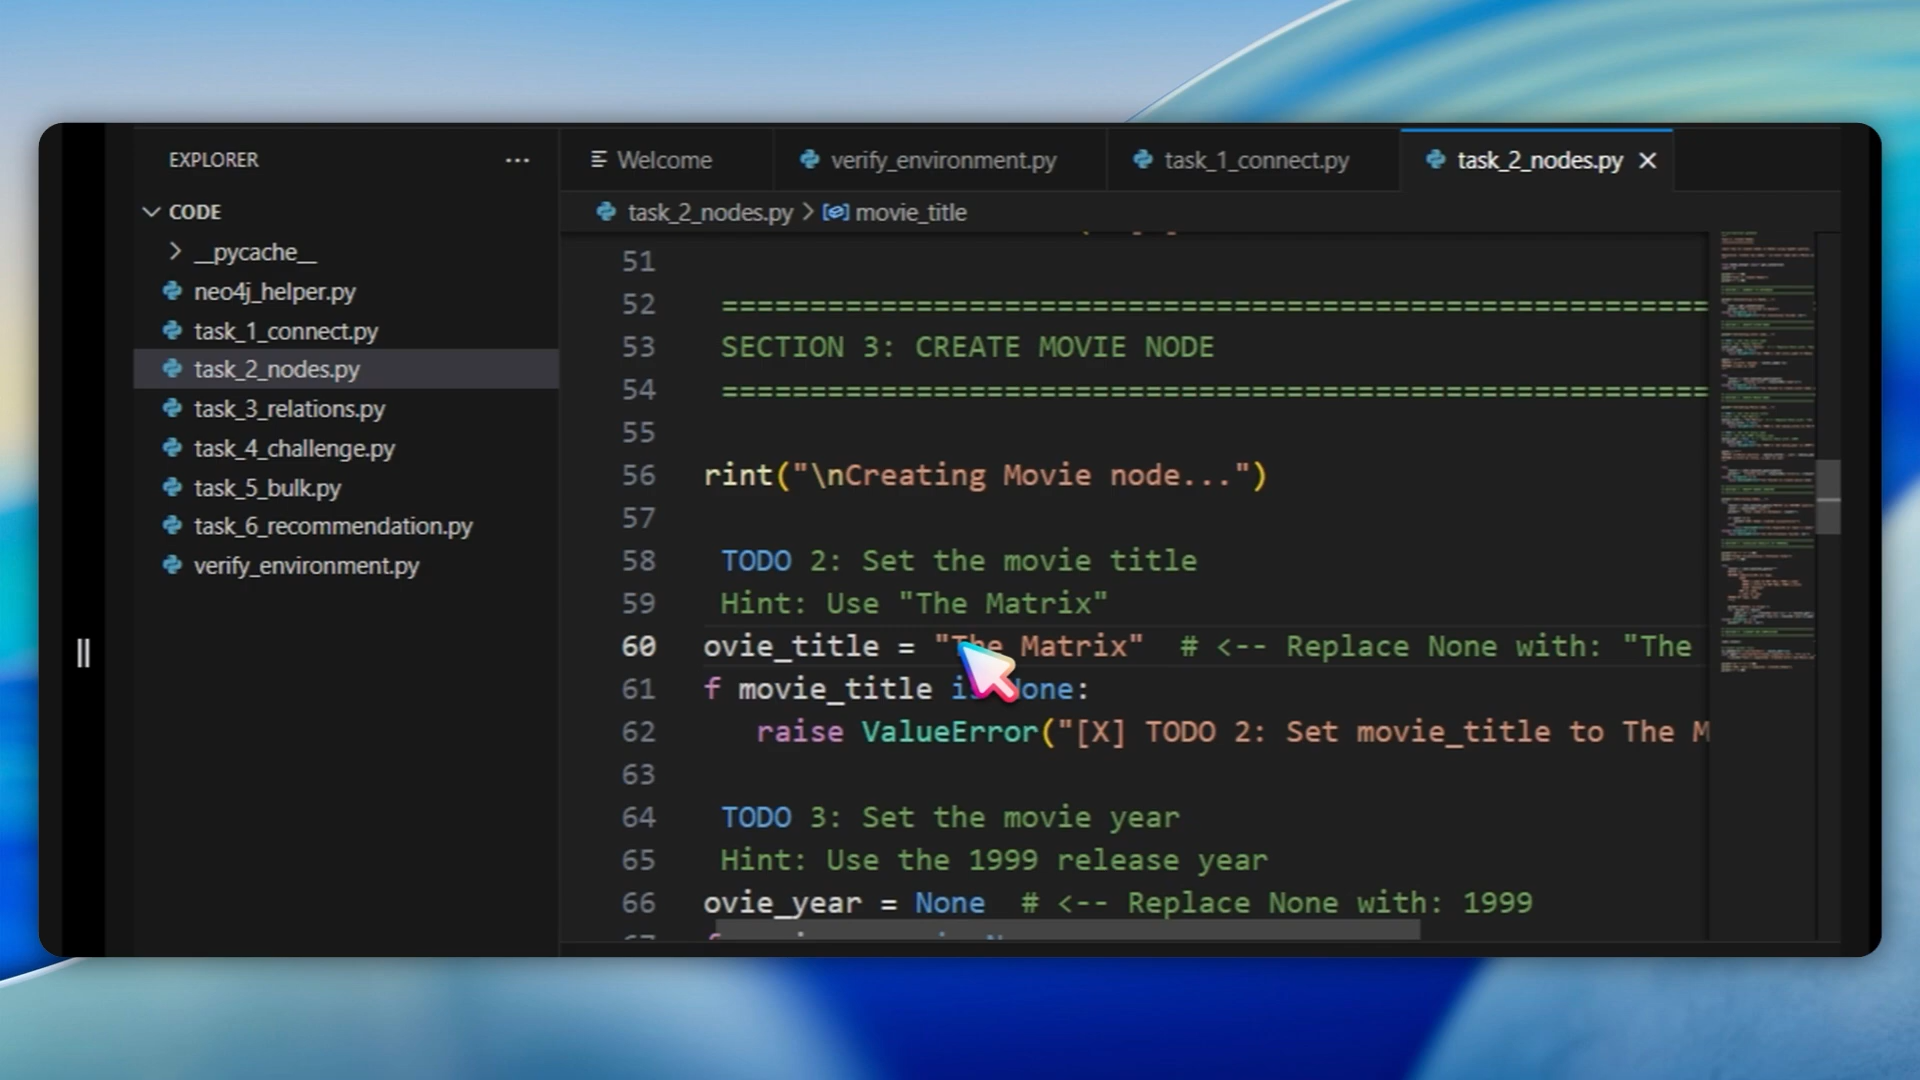 EXPLORER
CODE
__pycache__
neo4j_helper.py
task_1_connect.py
task_2_nodes.py
task_3_relations.py
task_4_challenge.py
task_5_bulk.py
task_6_recommendation.py
verify_environment.py
Welcome
verify_environment.py
task_1_connect.py
task_2_nodes.py
task_2_nodes.py > movie_title
51
52 ========================================================
53 SECTION 3: CREATE MOVIE NODE
54 ========================================================
55
56 rint("\nCreating Movie node...")
57
58 TODO 2: Set the movie title
59 Hint: Use "The Matrix"
60 ovie_title = "The Matrix" # <-- Replace None with: "The
61 f movie_title is None:
62 raise ValueError("[X] TODO 2: Set movie_title to The M
63
64 TODO 3: Set the movie year
65 Hint: Use the 1999 release year
66 ovie_year = None # <-- Replace None with: 1999